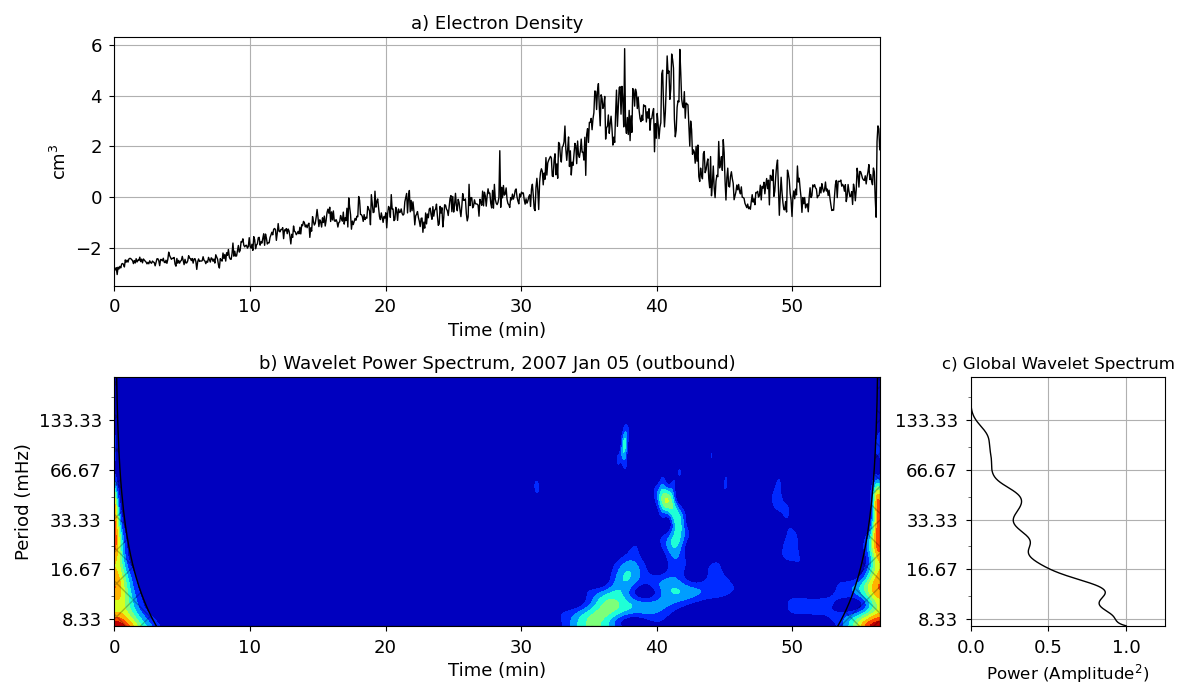 a) Electron Density
6
4
2
0
−2
cm³
0 10 20 30 40 50
Time (min)
b) Wavelet Power Spectrum, 2007 Jan 05 (outbound)
133.33
66.67
33.33
16.67
8.33
Period (mHz)
0 10 20 30 40 50
Time (min)
c) Global Wavelet Spectrum
133.33
66.67
33.33
16.67
8.33
0.0 0.5 1.0
Power (Amplitude²)